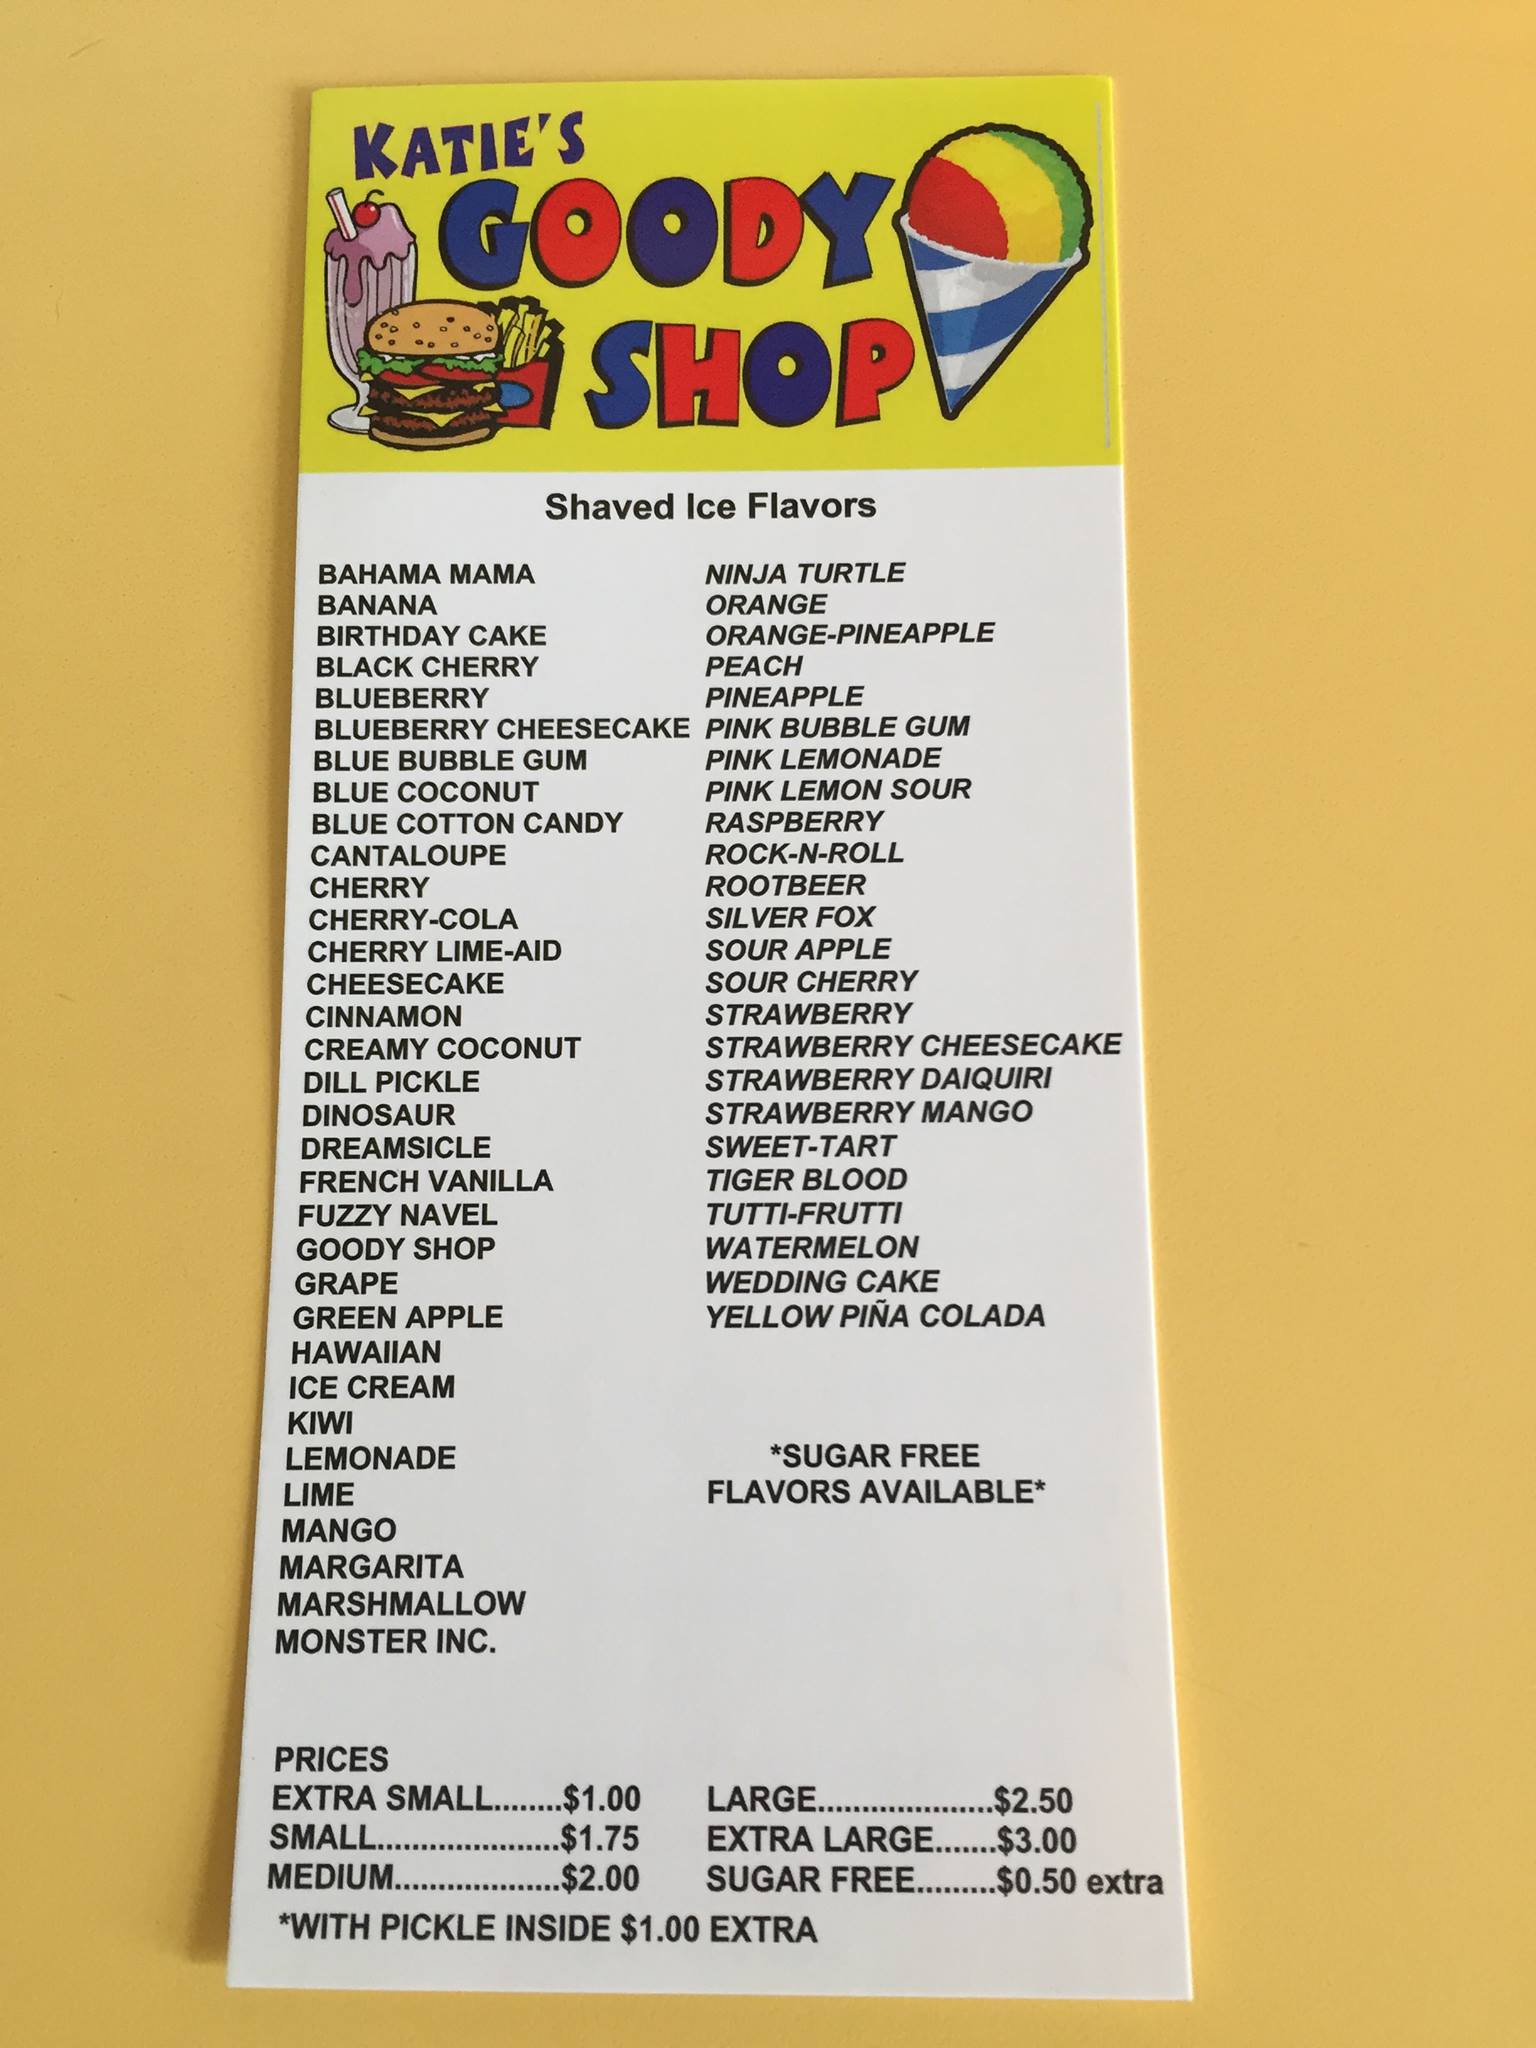 KATIE'S
GOODY
SHOP
Shaved Ice Flavors
BAHAMA MAMA
BANANA
BIRTHDAY CAKE
BLACK CHERRY
BLUEBERRY
BLUEBERRY CHEESECAKE
BLUE BUBBLE GUM
BLUE COCONUT
BLUE COTTON CANDY
CANTALOUPE
CHERRY
CHERRY-COLA
CHERRY LIME-AID
CHEESECAKE
CINNAMON
CREAMY COCONUT
DILL PICKLE
DINOSAUR
DREAMSICLE
FRENCH VANILLA
FUZZY NAVEL
GOODY SHOP
GRAPE
GREEN APPLE
HAWAIIAN
ICE CREAM
KIWI
LEMONADE
LIME
MANGO
MARGARITA
MARSHMALLOW
MONSTER INC.
NINJA TURTLE
ORANGE
ORANGE-PINEAPPLE
PEACH
PINEAPPLE
PINK BUBBLE GUM
PINK LEMONADE
PINK LEMON SOUR
RASPBERRY
ROCK-N-ROLL
ROOTBEER
SILVER FOX
SOUR APPLE
SOUR CHERRY
STRAWBERRY
STRAWBERRY CHEESECAKE
STRAWBERRY DAIQUIRI
STRAWBERRY MANGO
SWEET-TART
TIGER BLOOD
TUTTI-FRUTTI
WATERMELON
WEDDING CAKE
YELLOW PIÑA COLADA
*SUGAR FREE
FLAVORS AVAILABLE*
PRICES
EXTRA SMALL........$1.00
SMALL.....................$1.75
MEDIUM...................$2.00
LARGE....................$2.50
EXTRA LARGE.......$3.00
SUGAR FREE.........$0.50 extra
*WITH PICKLE INSIDE $1.00 EXTRA